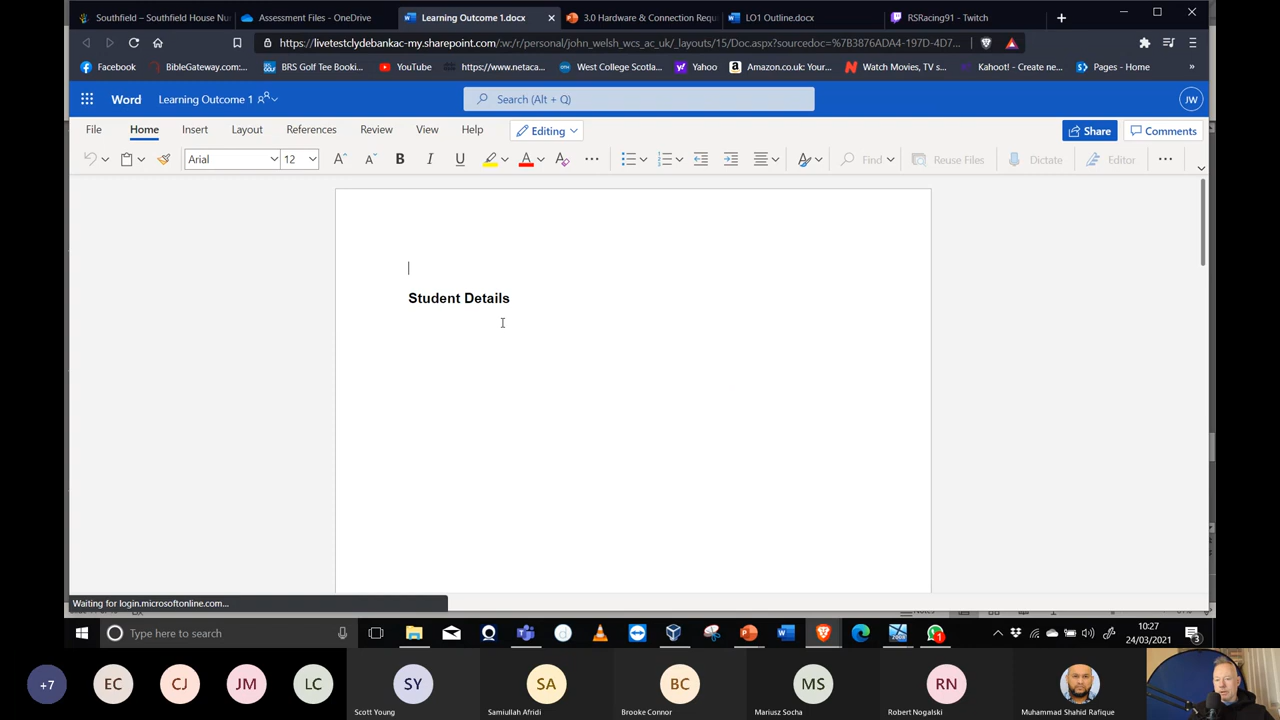 Southfield – Southfield House Nu
Assessment Files - OneDrive
Learning Outcome 1.docx
3.0 Hardware & Connection Requ
LO1 Outline.docx
RSRacing91 - Twitch
https://livetestclydebankac-my.sharepoint.com/:w:/r/personal/john_welsh_wcs_ac_uk/_layouts/15/Doc.aspx?sourcedoc=%7B3876ADA4-197D-4D7...
Facebook
BibleGateway.com:...
BRS Golf Tee Booki...
YouTube
https://www.netaca...
West College Scotla...
Yahoo
Amazon.co.uk: Your...
Watch Movies, TV s...
Kahoot! - Create ne...
Pages - Home
Word
Learning Outcome 1
Search (Alt + Q)
JW
File
Home
Insert
Layout
References
Review
View
Help
Editing
Share
Comments
Arial
12
Find
Reuse Files
Dictate
Editor
Student Details
Waiting for login.microsoftonline.com...
Type here to search
10:27
24/03/2021
+7
EC
CJ
JM
LC
SY
SA
BC
MS
RN
Scott Young
Samiullah Afridi
Brooke Connor
Mariusz Socha
Robert Nogalski
Muhammad Shahid Rafique